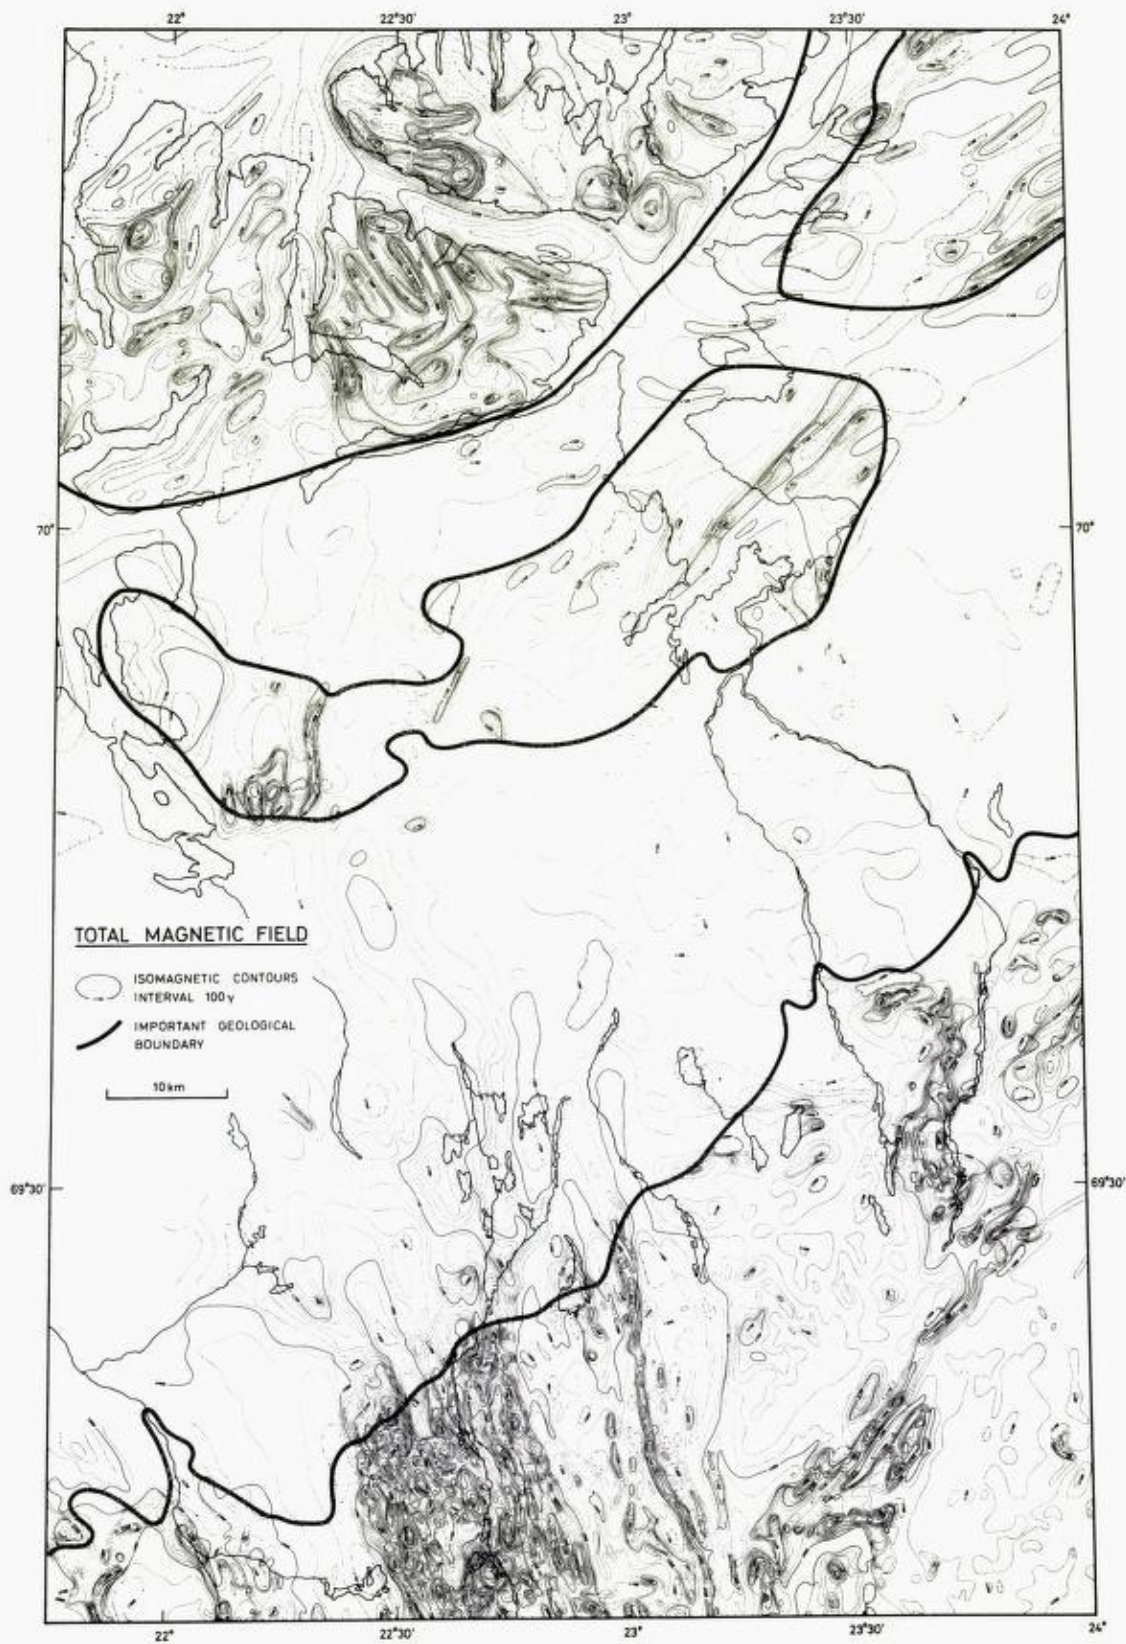 22° 22°30' 23° 23°30' 24°
70° 70°
TOTAL MAGNETIC FIELD
ISOMAGNETIC CONTOURS
INTERVAL 100γ
IMPORTANT GEOLOGICAL
BOUNDARY
10 km
69°30' 69°30'
22° 22°30' 23° 23°30' 24°